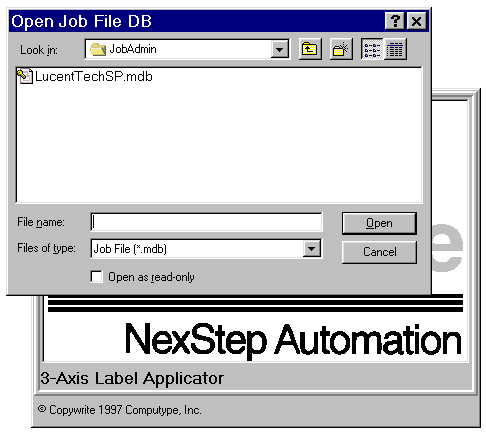 Open Job File DB
Look in: JobAdmin
LucentTechSP.mdb
File name: Open
Files of type: Job File (*.mdb) Cancel
Open as read-only
e
NexStep Automation
3-Axis Label Applicator
© Copywrite 1997 Computype, Inc.